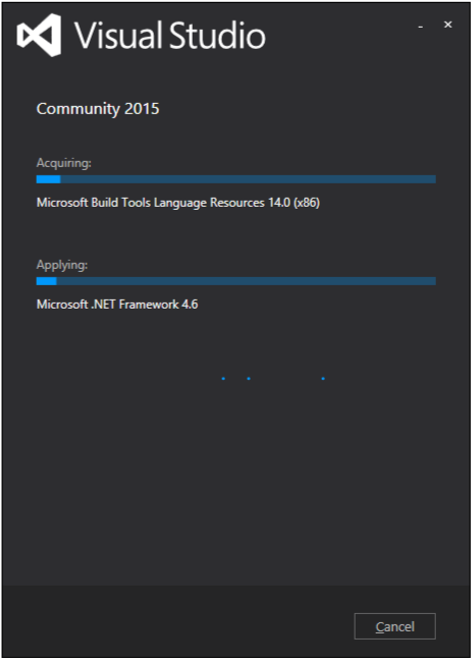 Visual Studio
Community 2015
Acquiring:
Microsoft Build Tools Language Resources 14.0 (x86)
Applying:
Microsoft .NET Framework 4.6
Cancel